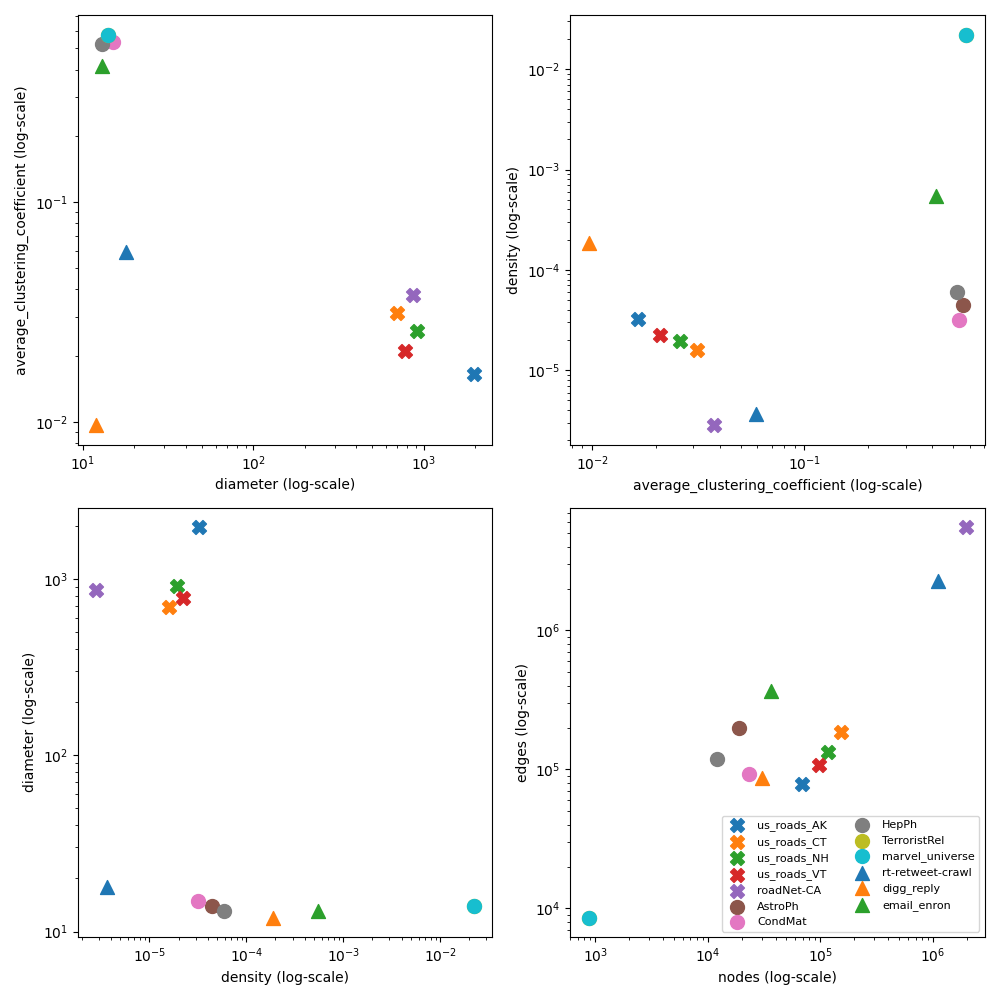 average_clustering_coefficient (log-scale)
10^-1
10^-2
10^1
10^2
10^3
diameter (log-scale)
density (log-scale)
10^-2
10^-3
10^-4
10^-5
10^-2
10^-1
average_clustering_coefficient (log-scale)
diameter (log-scale)
10^3
10^2
10^1
10^-5
10^-4
10^-3
10^-2
density (log-scale)
edges (log-scale)
10^6
10^5
10^4
us_roads_AK
us_roads_CT
us_roads_NH
us_roads_VT
roadNet-CA
AstroPh
CondMat
HepPh
TerroristRel
marvel_universe
rt-retweet-crawl
digg_reply
email_enron
10^3
10^4
10^5
10^6
nodes (log-scale)